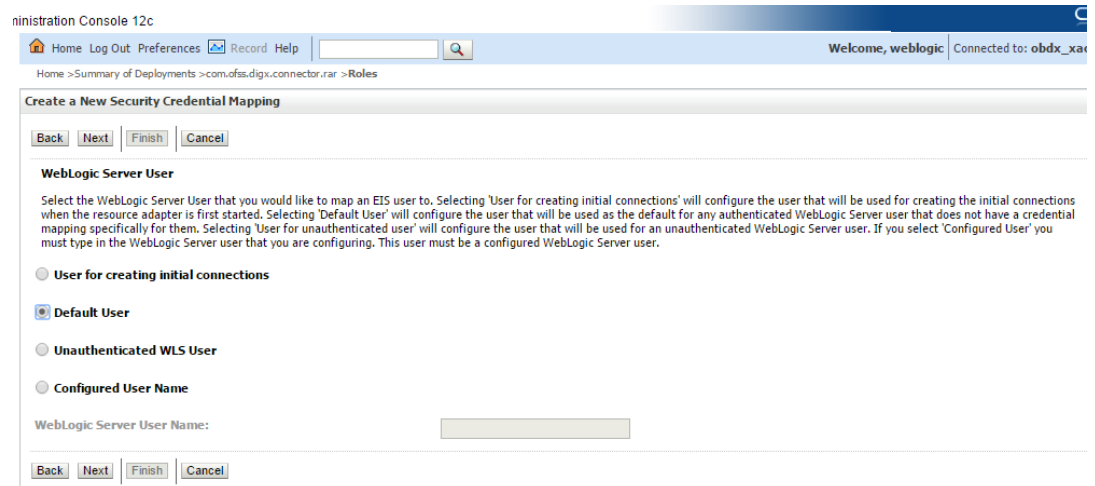 ninistration Console 12c
Home Log Out Preferences Record Help
Welcome, weblogic Connected to: obdx_xa
Home >Summary of Deployments >com.ofss.digx.connector.rar >Roles
Create a New Security Credential Mapping
Back Next Finish Cancel
WebLogic Server User
Select the WebLogic Server User that you would like to map an EIS user to. Selecting 'User for creating initial connections' will configure the user that will be used for creating the initial connections
when the resource adapter is first started. Selecting 'Default User' will configure the user that will be used as the default for any authenticated WebLogic Server user that does not have a credential
mapping specifically for them. Selecting 'User for unauthenticated user' will configure the user that will be used for an unauthenticated WebLogic Server user. If you select 'Configured User' you
must type in the WebLogic Server user that you are configuring. This user must be a configured WebLogic Server user.
User for creating initial connections
Default User
Unauthenticated WLS User
Configured User Name
WebLogic Server User Name:
Back Next Finish Cancel